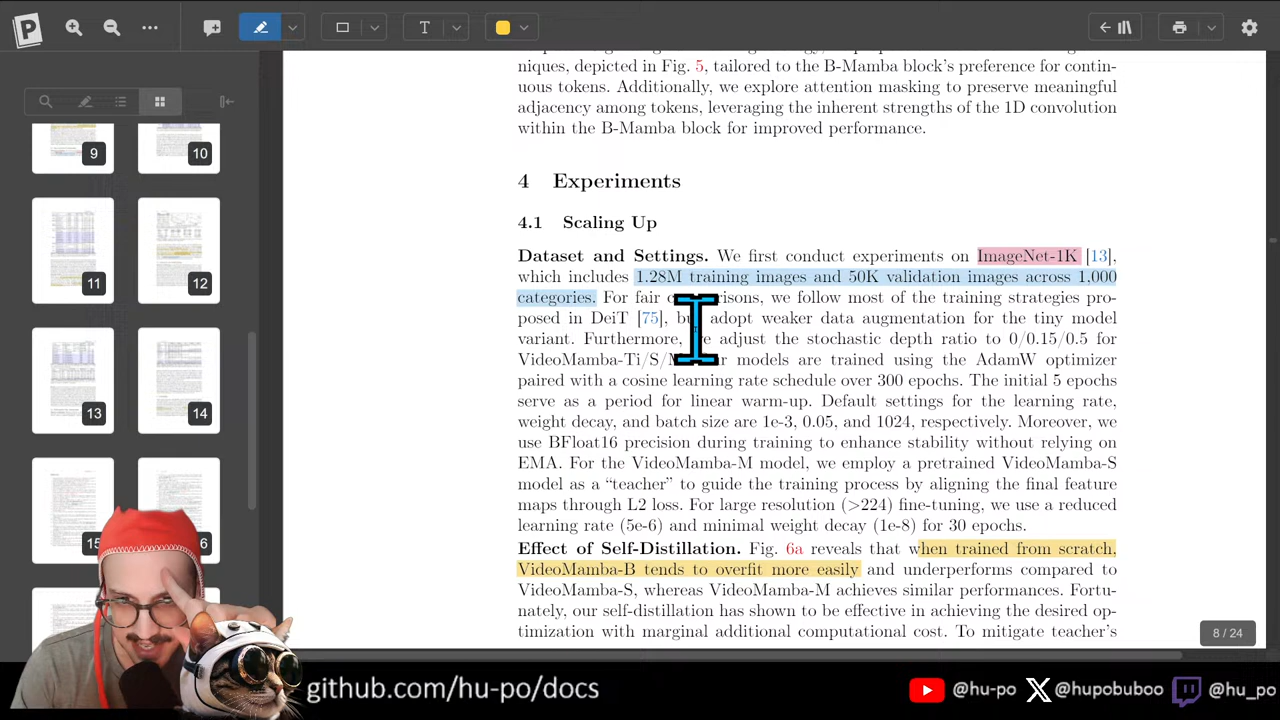 niques, depicted in Fig. 5, tailored to the B-Mamba block's preference for contin-
uous tokens. Additionally, we explore attention masking to preserve meaningful
adjacency among tokens, leveraging the inherent strengths of the 1D convolution
within the B-Mamba block for improved performance.
4 Experiments
4.1 Scaling Up
Dataset and Settings. We first conduct experiments on ImageNet-1K [13],
which includes 1.28M training images and 50K validation images across 1,000
categories. For fair comparisons, we follow most of the training strategies pro-
posed in DeiT [75], but adopt weaker data augmentation for the tiny model
variant. Furthermore, we adjust the stochastic depth ratio to 0/0.15/0.5 for
VideoMamba-Ti/S/M. models are trained using the AdamW optimizer
paired with a cosine learning rate schedule over 300 epochs. The initial 5 epochs
serve as a period for linear warm-up. Default settings for the learning rate,
weight decay, and batch size are 1e-3, 0.05, and 1024, respectively. Moreover, we
use BFloat16 precision during training to enhance stability without relying on
EMA. For the VideoMamba-M model, we employ a pretrained VideoMamba-S
model as a “teacher” to guide the training process by aligning the final feature
maps through L2 loss. For large resolution (>224) fine-tuning, we use a reduced
learning rate (5e-6) and minimal weight decay (1e-8) for 30 epochs.
Effect of Self-Distillation. Fig. 6a reveals that when trained from scratch,
VideoMamba-B tends to overfit more easily and underperforms compared to
VideoMamba-S, whereas VideoMamba-M achieves similar performances. Fortu-
nately, our self-distillation has shown to be effective in achieving the desired op-
timization with marginal additional computational cost. To mitigate teacher's
9
10
11
12
13
14
15
6
8 / 24
github.com/hu-po/docs
@hu-po
@hupobuboo
@hu_po